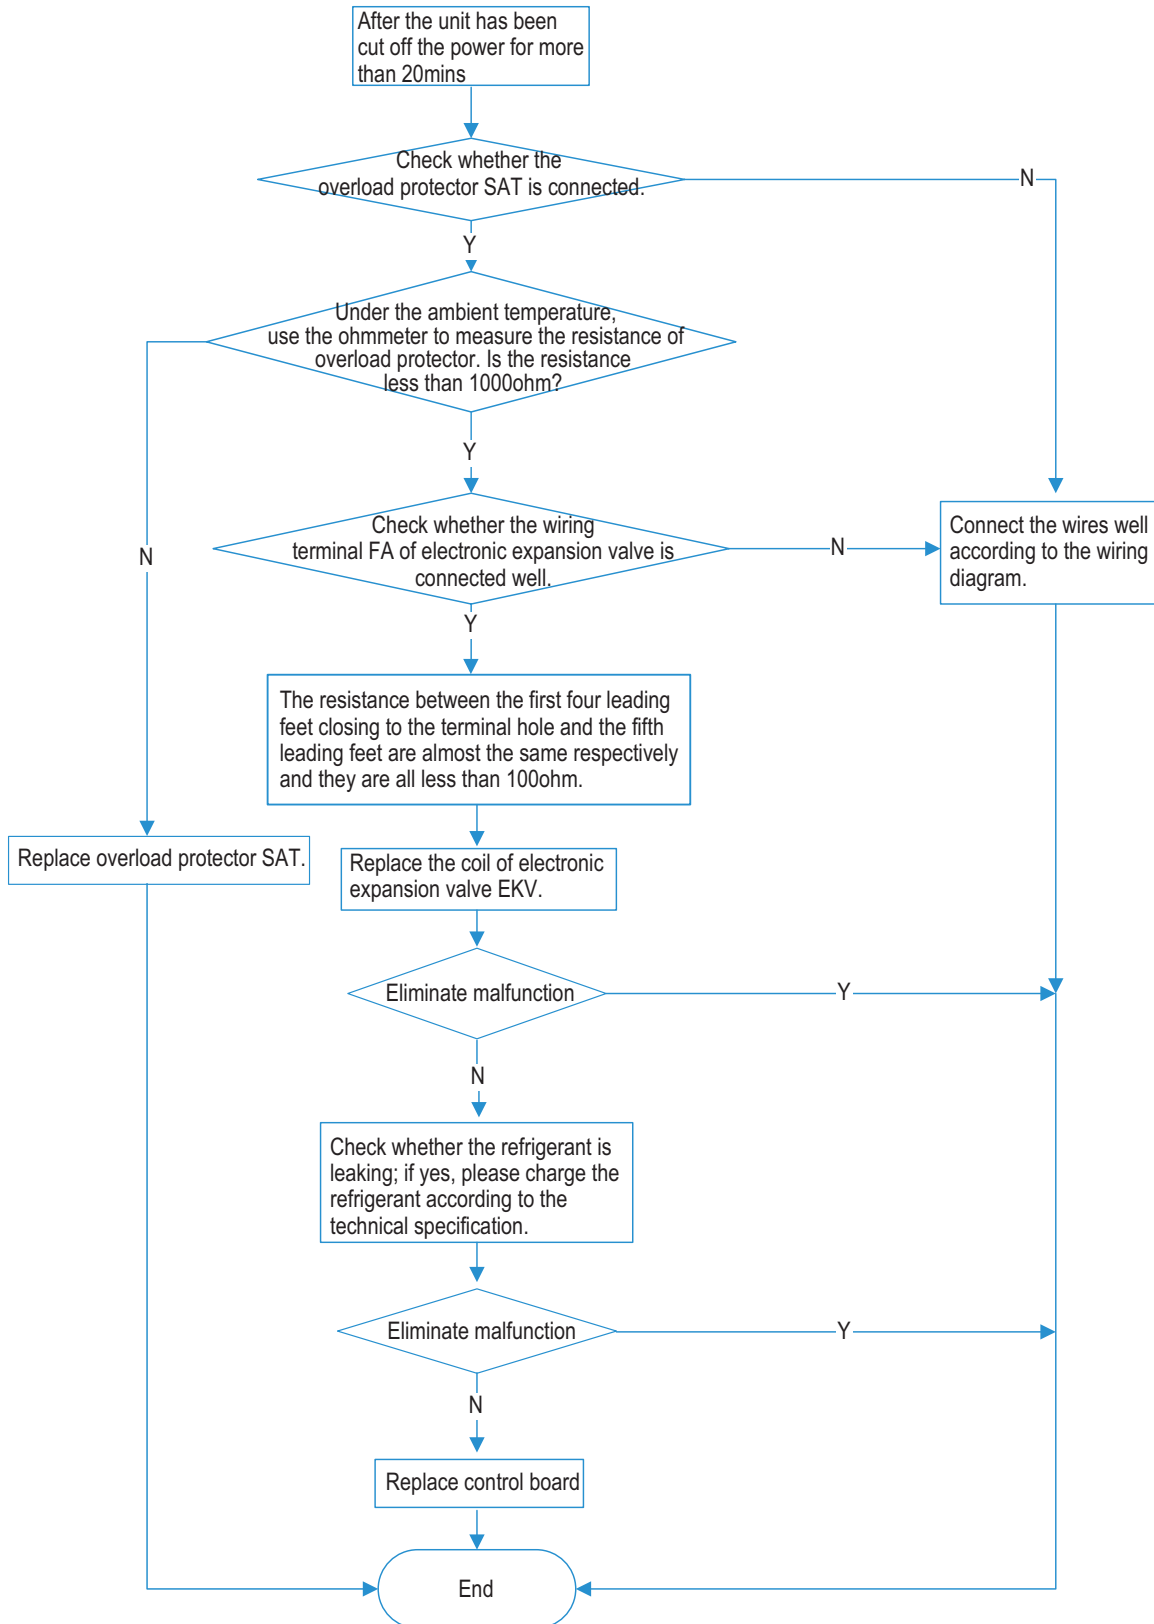 After the unit has been
cut off the power for more
than 20mins
Check whether the
overload protector SAT is connected.
N
Y
Under the ambient temperature,
use the ohmmeter to measure the resistance of
overload protector. Is the resistance
less than 1000ohm?
Y
N
Check whether the wiring
terminal FA of electronic expansion valve is
connected well.
N
Connect the wires well
according to the wiring
diagram.
Y
The resistance between the first four leading
feet closing to the terminal hole and the fifth
leading feet are almost the same respectively
and they are all less than 100ohm.
Replace overload protector SAT.
Replace the coil of electronic
expansion valve EKV.
Eliminate malfunction
Y
N
Check whether the refrigerant is
leaking; if yes, please charge the
refrigerant according to the
technical specification.
Eliminate malfunction
Y
N
Replace control board
End